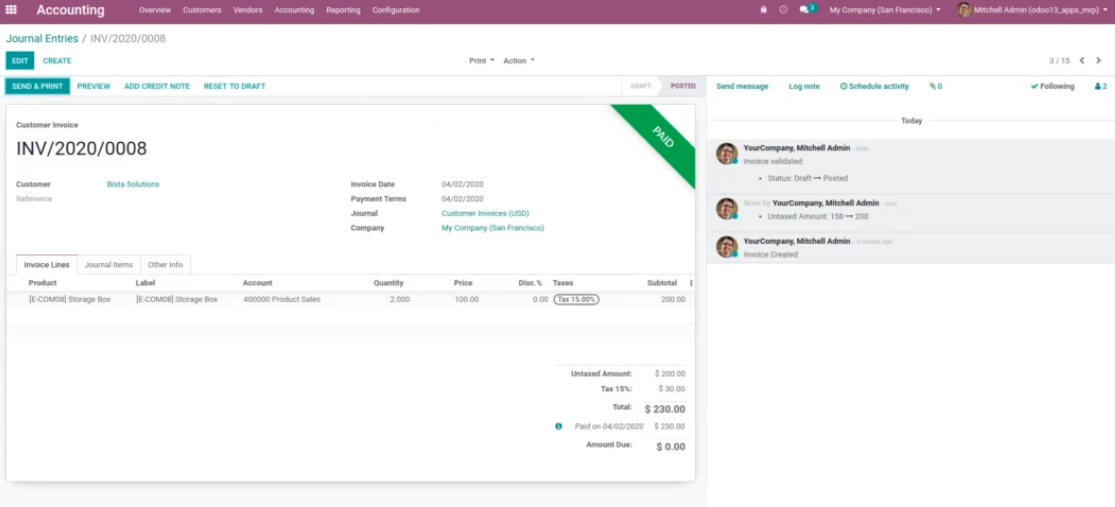 Accounting Overview Customers Vendors Accounting Reporting Configuration 3 My Company (San Francisco) Mitchell Admin (odoo13_apps_mrp)
Journal Entries / INV/2020/0008
EDIT CREATE Print Action 3 / 15
SEND & PRINT PREVIEW ADD CREDIT NOTE RESET TO DRAFT DRAFT POSTED
Send message Log note Schedule activity 0 Following 2
PAID
Customer Invoice
INV/2020/0008
Customer Bista Solutions
Reference
Invoice Date 04/02/2020
Payment Terms 04/02/2020
Journal Customer Invoices (USD)
Company My Company (San Francisco)
Invoice Lines Journal Items Other Info
Product Label Account Quantity Price Disc.% Taxes Subtotal
[E-COM08] Storage Box [E-COM08] Storage Box 400000 Product Sales 2.000 100.00 0.00 Tax 15.00% 200.00
Untaxed Amount: $ 200.00
Tax 15%: $ 30.00
Total: $ 230.00
Paid on 04/02/2020 $ 230.00
Amount Due: $ 0.00
Today
YourCompany, Mitchell Admin - now
Invoice validated
• Status: Draft → Posted
Note by YourCompany, Mitchell Admin - now
• Untaxed Amount: 158 → 200
YourCompany, Mitchell Admin - a minute ago
Invoice Created